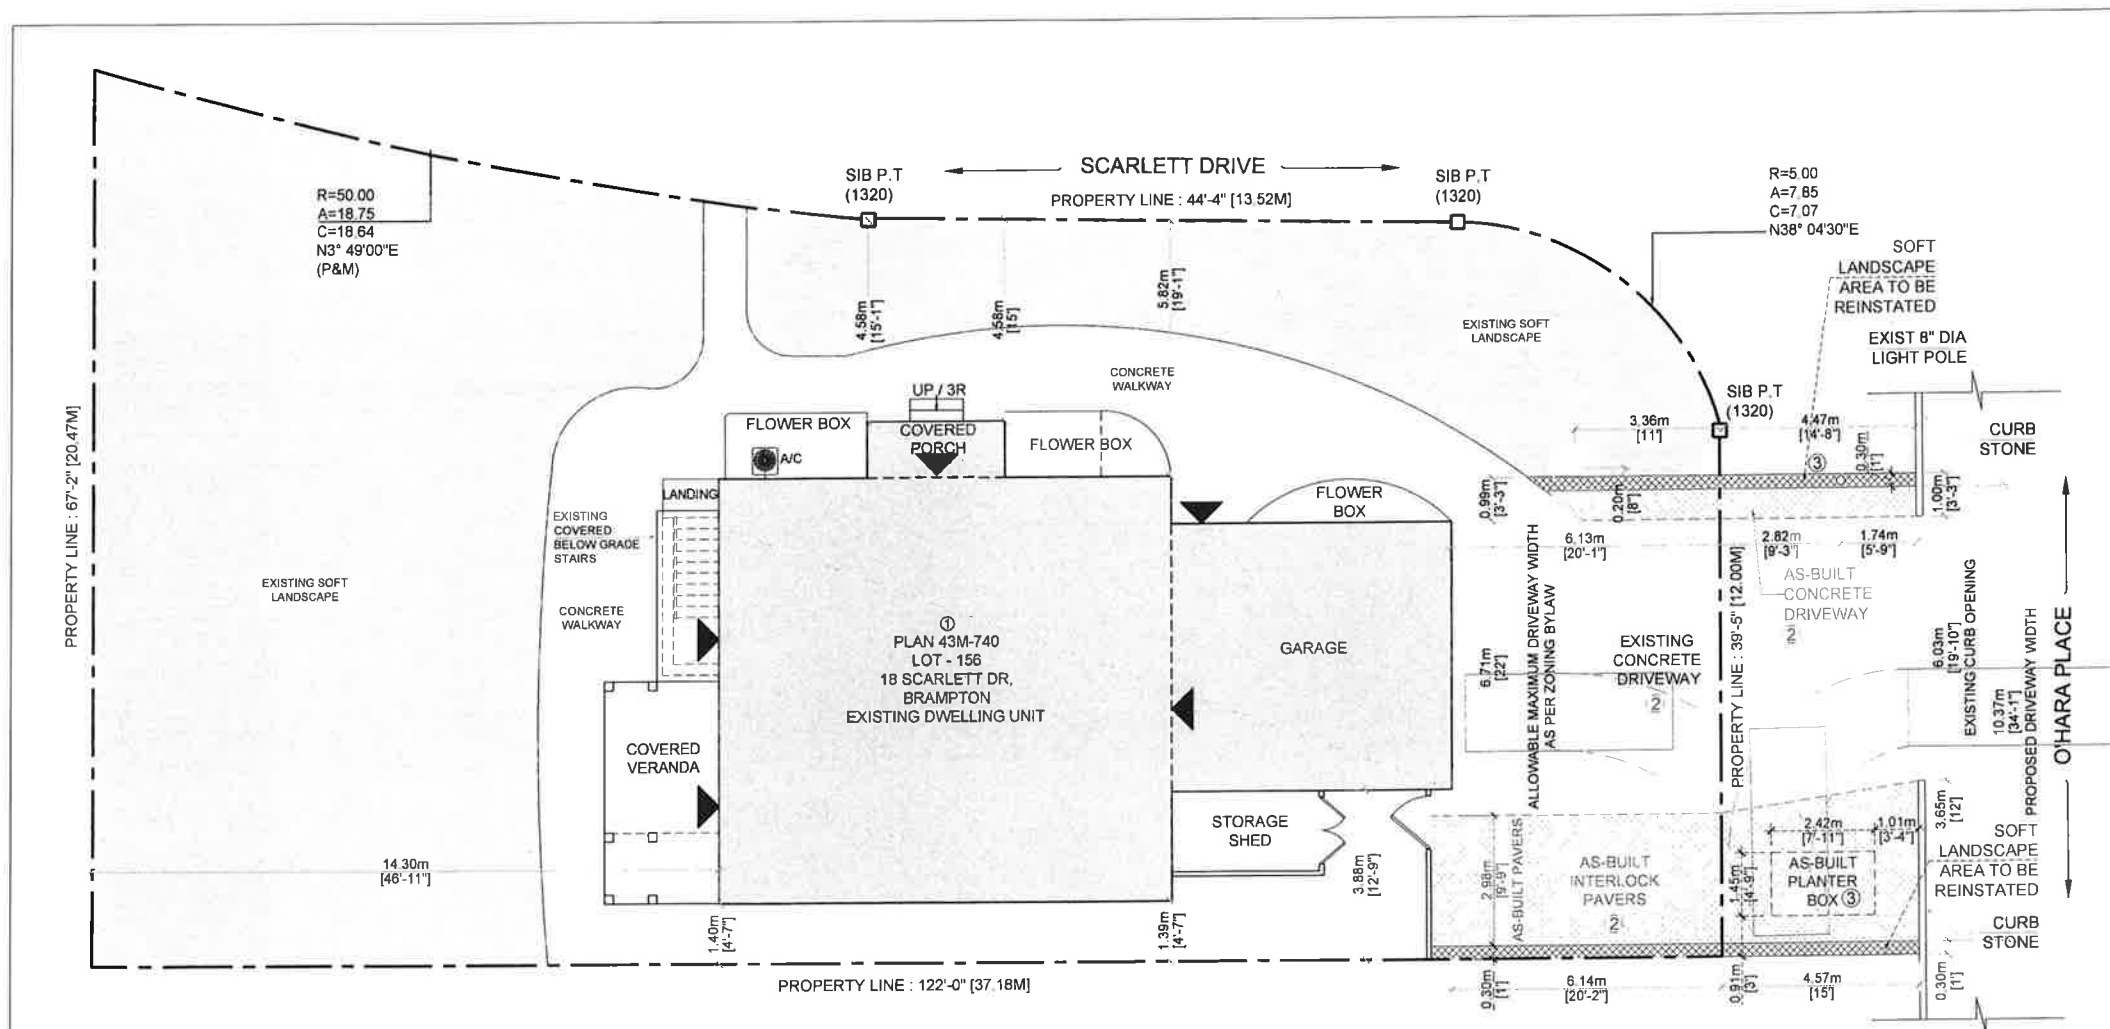 SCARLETT DRIVE
PROPERTY LINE : 44'-4" [13.52M]
SIB P.T
(1320)
SIB P.T
(1320)
R=50.00
A=18.75
C=18.64
N3° 49'00"E
(P&M)
R=5.00
A=7.85
C=7.07
N38° 04'30"E
SOFT
LANDSCAPE
AREA TO BE
REINSTATED
EXIST 8" DIA
LIGHT POLE
SIB P.T
(1320)
4.58m
[15'-1"]
4.58m
[15']
5.82m
[19'-1"]
EXISTING SOFT
LANDSCAPE
CONCRETE
WALKWAY
UP / 3R
FLOWER BOX
COVERED
PORCH
FLOWER BOX
A/C
3.36m
[11']
4.47m
[14'-8"]
0.30m
[1']
3
CURB
STONE
PROPERTY LINE : 67'-2" [20.47M]
LANDING
FLOWER
BOX
0.99m
[3'-3"]
0.20m
[8"]
1.00m
[3'-3"]
EXISTING
COVERED
BELOW GRADE
STAIRS
6.13m
[20'-1"]
2.82m
[9'-3"]
1.74m
[5'-9"]
EXISTING SOFT
LANDSCAPE
CONCRETE
WALKWAY
AS-BUILT
CONCRETE
DRIVEWAY
2
1
PLAN 43M-740
LOT - 156
18 SCARLETT DR,
BRAMPTON
EXISTING DWELLING UNIT
GARAGE
6.71m
[22']
ALLOWABLE MAXIMUM DRIVEWAY WIDTH
AS PER ZONING BYLAW
EXISTING
CONCRETE
DRIVEWAY
2
PROPERTY LINE : 39'-5" [12.00M]
6.03m
[19'-10"]
EXISTING CURB OPENING
10.37m
[34'-1"]
PROPOSED DRIVEWAY WIDTH
O'HARA PLACE
COVERED
VERANDA
STORAGE
SHED
3.88m
[12'-9"]
2.98m
[9'-9"]
AS-BUILT PAVERS
AS-BUILT
INTERLOCK
PAVERS
2
2.42m
[7'-11"]
1.01m
[3'-4"]
1.45m
[4'-9"]
AS-BUILT
PLANTER
BOX 3
3.65m
[12']
SOFT
LANDSCAPE
AREA TO BE
REINSTATED
CURB
STONE
14.30m
[46'-11"]
1.40m
[4'-7"]
1.39m
[4'-7"]
PROPERTY LINE : 122'-0" [37.18M]
0.30m
[1']
6.14m
[20'-2"]
0.91m
[3']
4.57m
[15']
0.30m
[1']